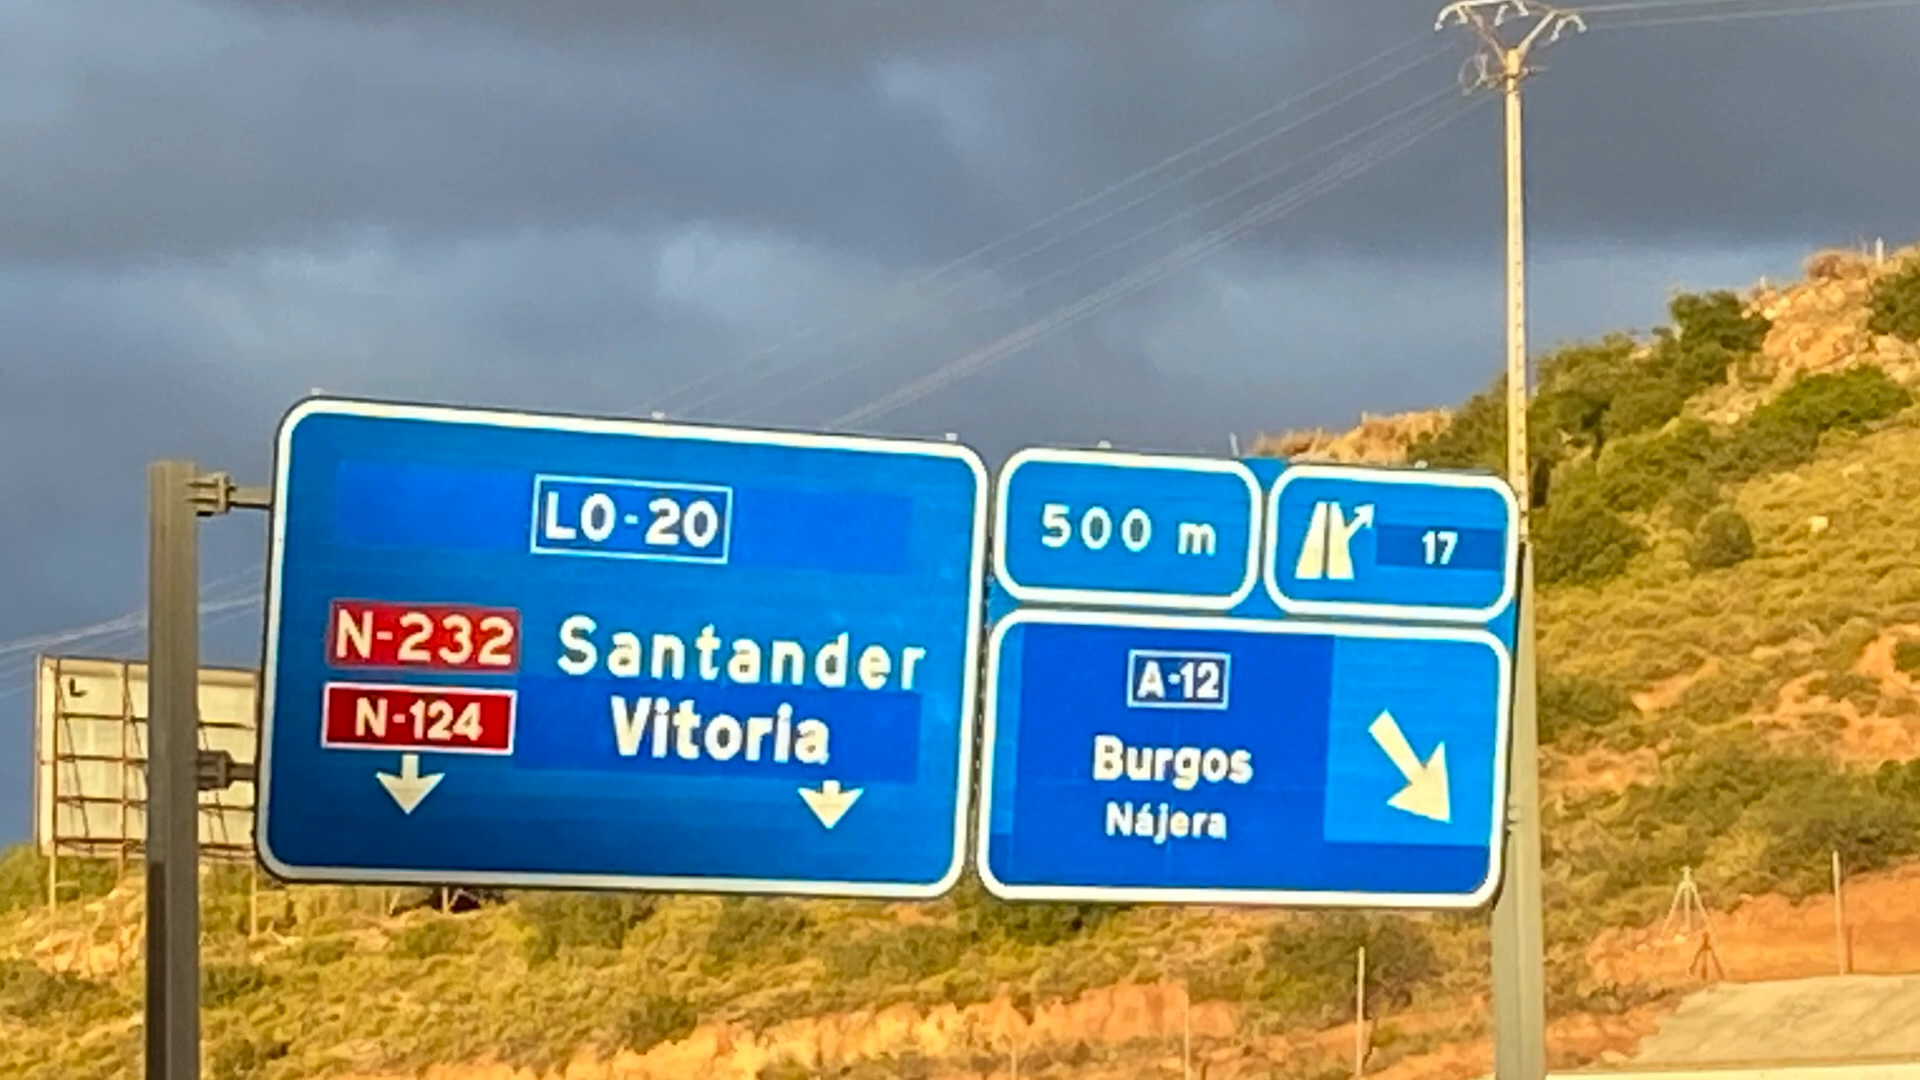 LO-20
N-232 Santander
N-124 Vitoria
500 m
17
A-12
Burgos
Nájera